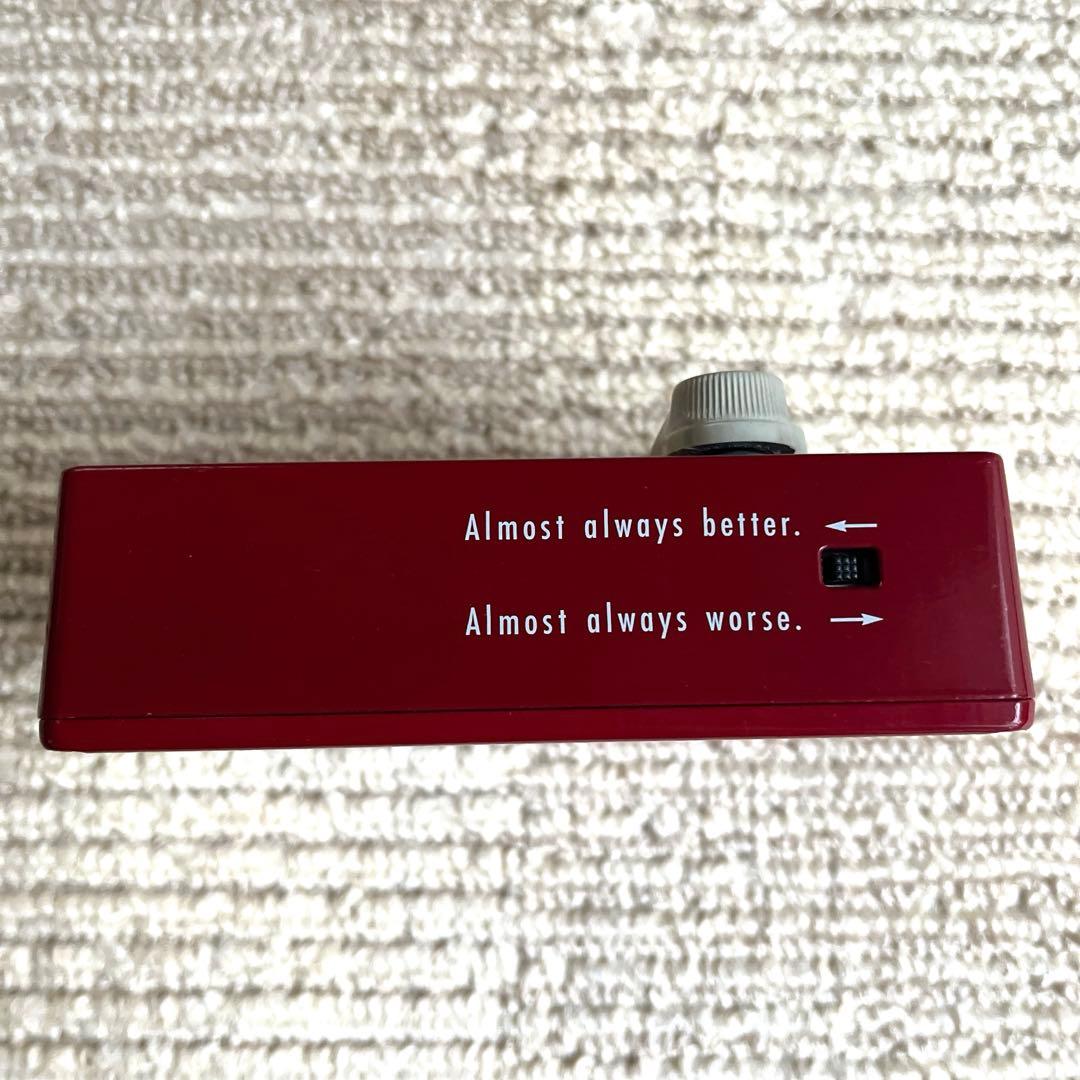 Almost always better. ←
Almost always worse. →